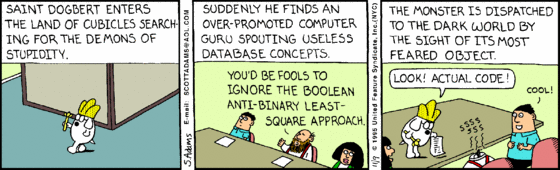 SAINT DOGBERT ENTERS
THE LAND OF CUBICLES SEARCH-
ING FOR THE DEMONS OF
STUPIDITY.
S.Adams
E-mail: SCOTTADAMS@AOL.COM
SUDDENLY HE FINDS AN
OVER-PROMOTED COMPUTER
GURU SPOUTING USELESS
DATABASE CONCEPTS.
YOU'D BE FOOLS TO
IGNORE THE BOOLEAN
ANTI-BINARY LEAST-
SQUARE APPROACH.
11/9 © 1995 United Feature Syndicate, Inc.(NYC)
THE MONSTER IS DISPATCHED
TO THE DARK WORLD BY
THE SIGHT OF ITS MOST
FEARED OBJECT.
LOOK! ACTUAL CODE!
COOL!